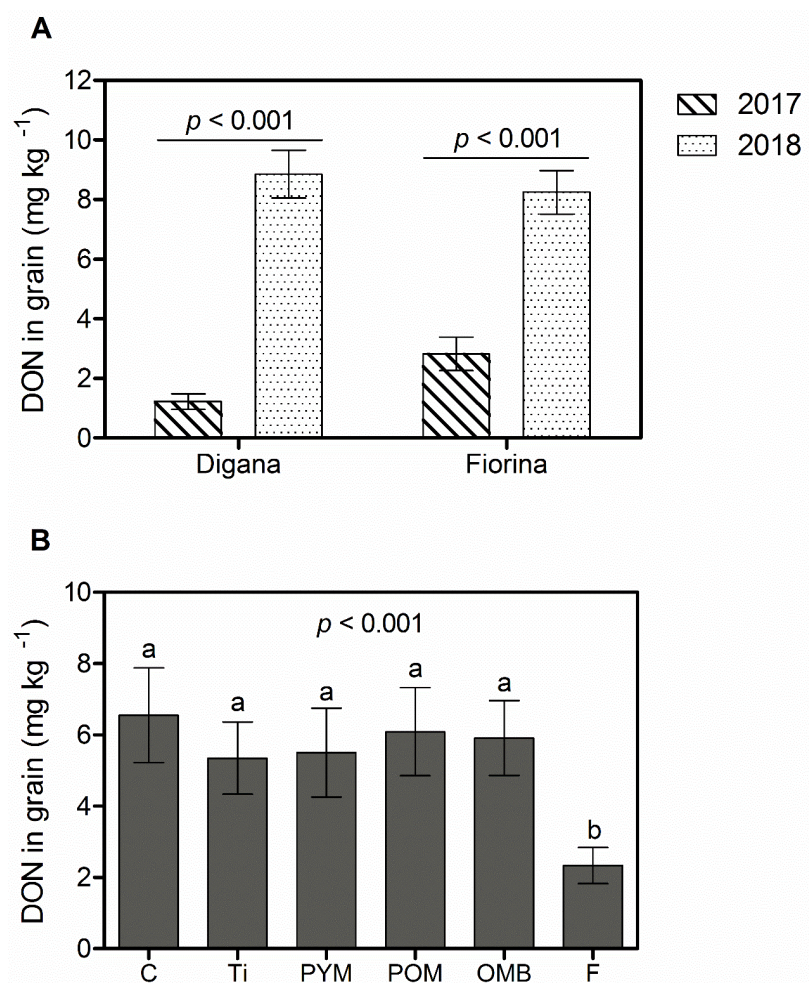 A
12
10
8
6
4
2
0
DON in grain (mg kg ⁻¹)
p < 0.001
p < 0.001
Digana
Fiorina
2017
2018
B
10
8
6
4
2
0
DON in grain (mg kg ⁻¹)
p < 0.001
a
a
a
a
a
b
C
Ti
PYM
POM
OMB
F